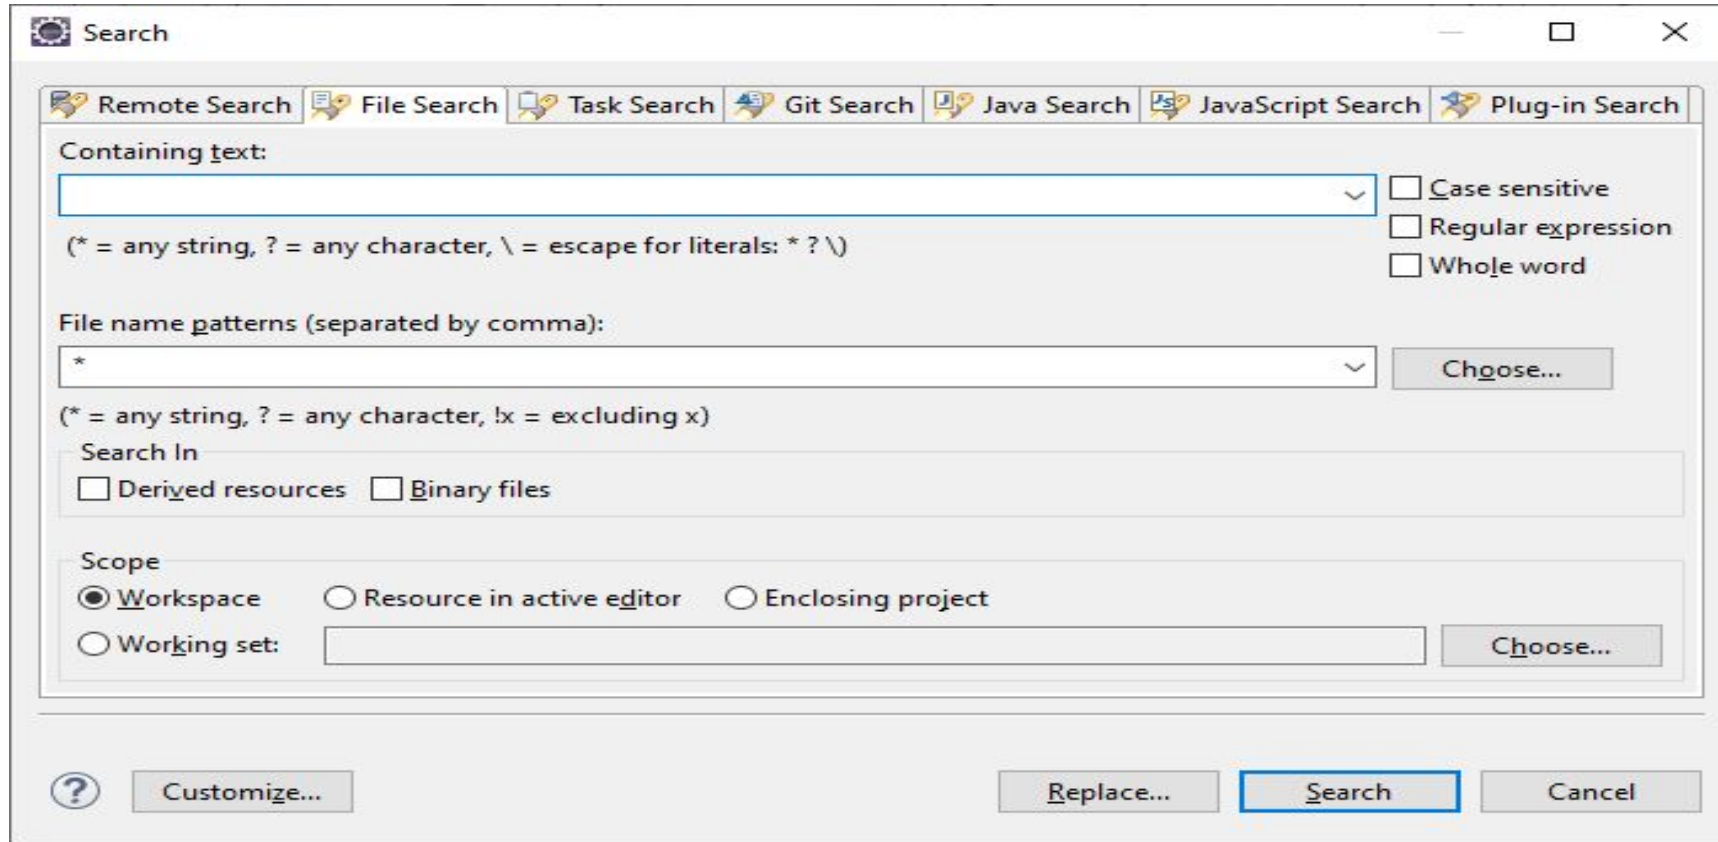 Search
Remote Search File Search Task Search Git Search Java Search JavaScript Search Plug-in Search
Containing text:
Case sensitive
(* = any string, ? = any character, \ = escape for literals: * ? \)
Regular expression
Whole word
File name patterns (separated by comma):
* Choose...
(* = any string, ? = any character, !x = excluding x)
Search In
Derived resources Binary files
Scope
Workspace Resource in active editor Enclosing project
Working set: Choose...
? Customize... Replace... Search Cancel